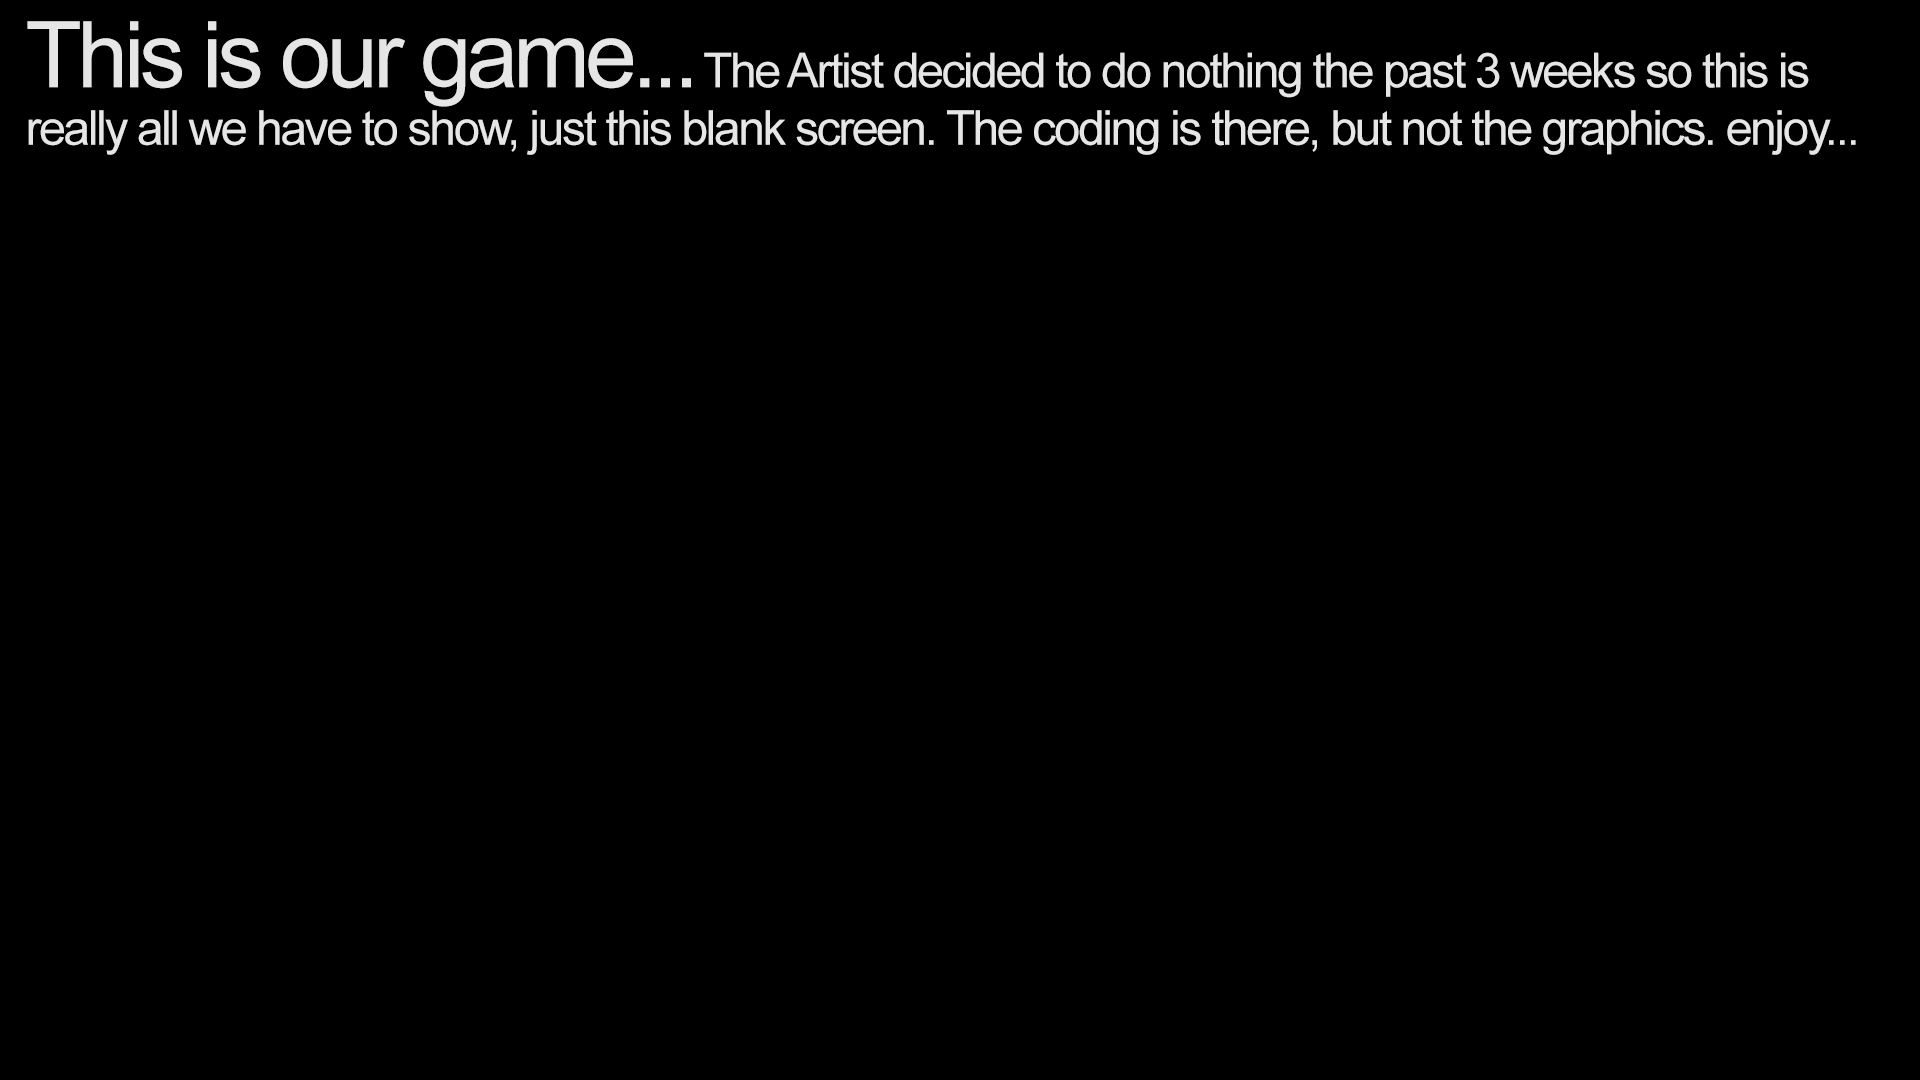 This is our game... The Artist decided to do nothing the past 3 weeks so this is
really all we have to show, just this blank screen. The coding is there, but not the graphics. enjoy...